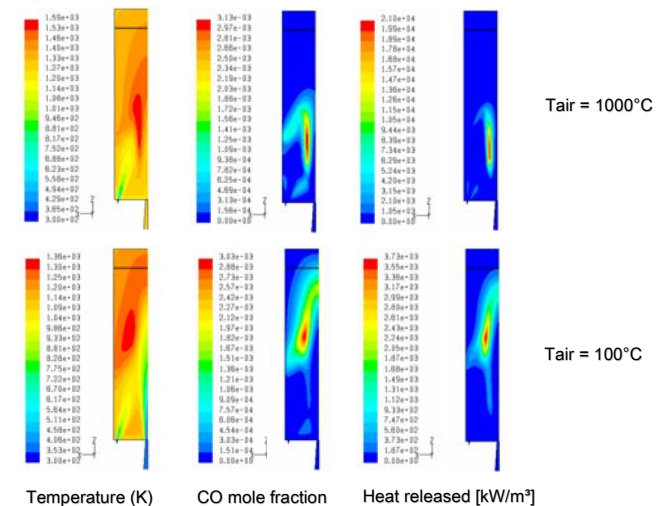 1.59e+03
1.53e+03
1.46e+03
1.40e+03
1.33e+03
1.27e+03
1.20e+03
1.14e+03
1.08e+03
1.01e+03
9.46e+02
8.81e+02
8.17e+02
7.52e+02
6.88e+02
6.23e+02
5.58e+02
4.94e+02
4.29e+02
3.65e+02
3.00e+02
Z
3.13e-03
2.97e-03
2.81e-03
2.66e-03
2.50e-03
2.34e-03
2.19e-03
2.03e-03
1.88e-03
1.72e-03
1.56e-03
1.41e-03
1.25e-03
1.09e-03
9.38e-04
7.82e-04
6.25e-04
4.69e-04
3.13e-04
1.56e-04
0.00e+00
Z
2.10e+04
1.99e+04
1.89e+04
1.78e+04
1.68e+04
1.57e+04
1.47e+04
1.36e+04
1.26e+04
1.15e+04
1.05e+04
9.44e+03
8.39e+03
7.34e+03
6.29e+03
5.24e+03
4.20e+03
3.15e+03
2.10e+03
1.05e+03
0.00e+00
Z
Tair = 1000°C
1.36e+03
1.30e+03
1.25e+03
1.20e+03
1.14e+03
1.09e+03
1.04e+03
9.86e+02
9.33e+02
8.81e+02
8.28e+02
7.75e+02
7.22e+02
6.70e+02
6.17e+02
5.64e+02
5.11e+02
4.58e+02
4.06e+02
3.53e+02
3.00e+02
Z
3.03e-03
2.88e-03
2.73e-03
2.57e-03
2.42e-03
2.27e-03
2.12e-03
1.97e-03
1.82e-03
1.67e-03
1.51e-03
1.36e-03
1.21e-03
1.06e-03
9.09e-04
7.57e-04
6.06e-04
4.54e-04
3.03e-04
1.51e-04
0.00e+00
Z
3.73e+03
3.55e+03
3.36e+03
3.17e+03
2.99e+03
2.80e+03
2.61e+03
2.43e+03
2.24e+03
2.05e+03
1.87e+03
1.68e+03
1.49e+03
1.31e+03
1.12e+03
9.33e+02
7.47e+02
5.60e+02
3.73e+02
1.87e+02
0.00e+00
Z
Tair = 100°C
Temperature (K)
CO mole fraction
Heat released [kW/m³]